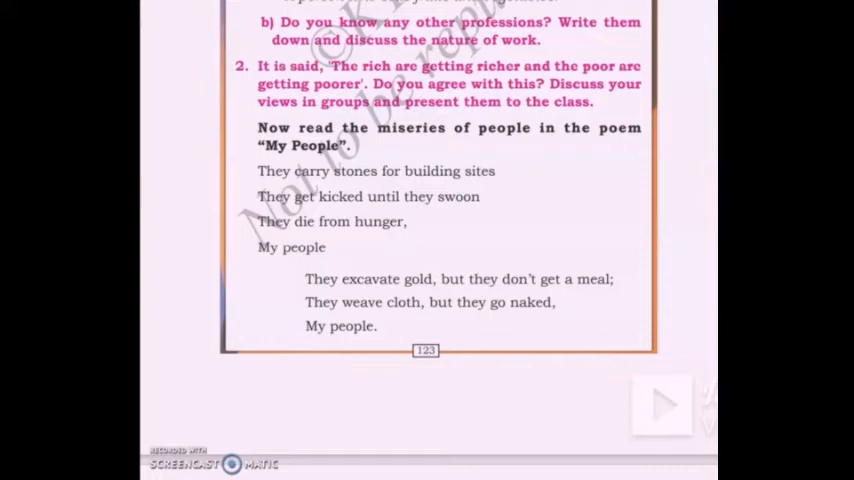 b) Do you know any other professions? Write them
down and discuss the nature of work.
2. It is said, 'The rich are getting richer and the poor are
getting poorer'. Do you agree with this? Discuss your
views in groups and present them to the class.
Now read the miseries of people in the poem
“My People”.
They carry stones for building sites
They get kicked until they swoon
They die from hunger,
My people
They excavate gold, but they don't get a meal;
They weave cloth, but they go naked,
My people.
123
Not to be
RECORDED WITH
SCREENCAST MATIC